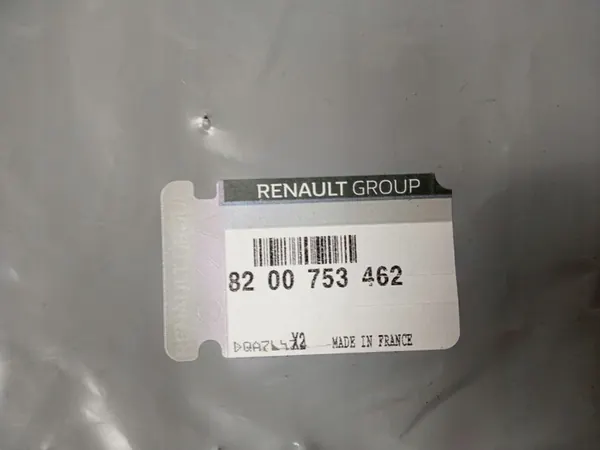 RENAULT GROUP
82 00 753 462
X2 MADE IN FRANCE